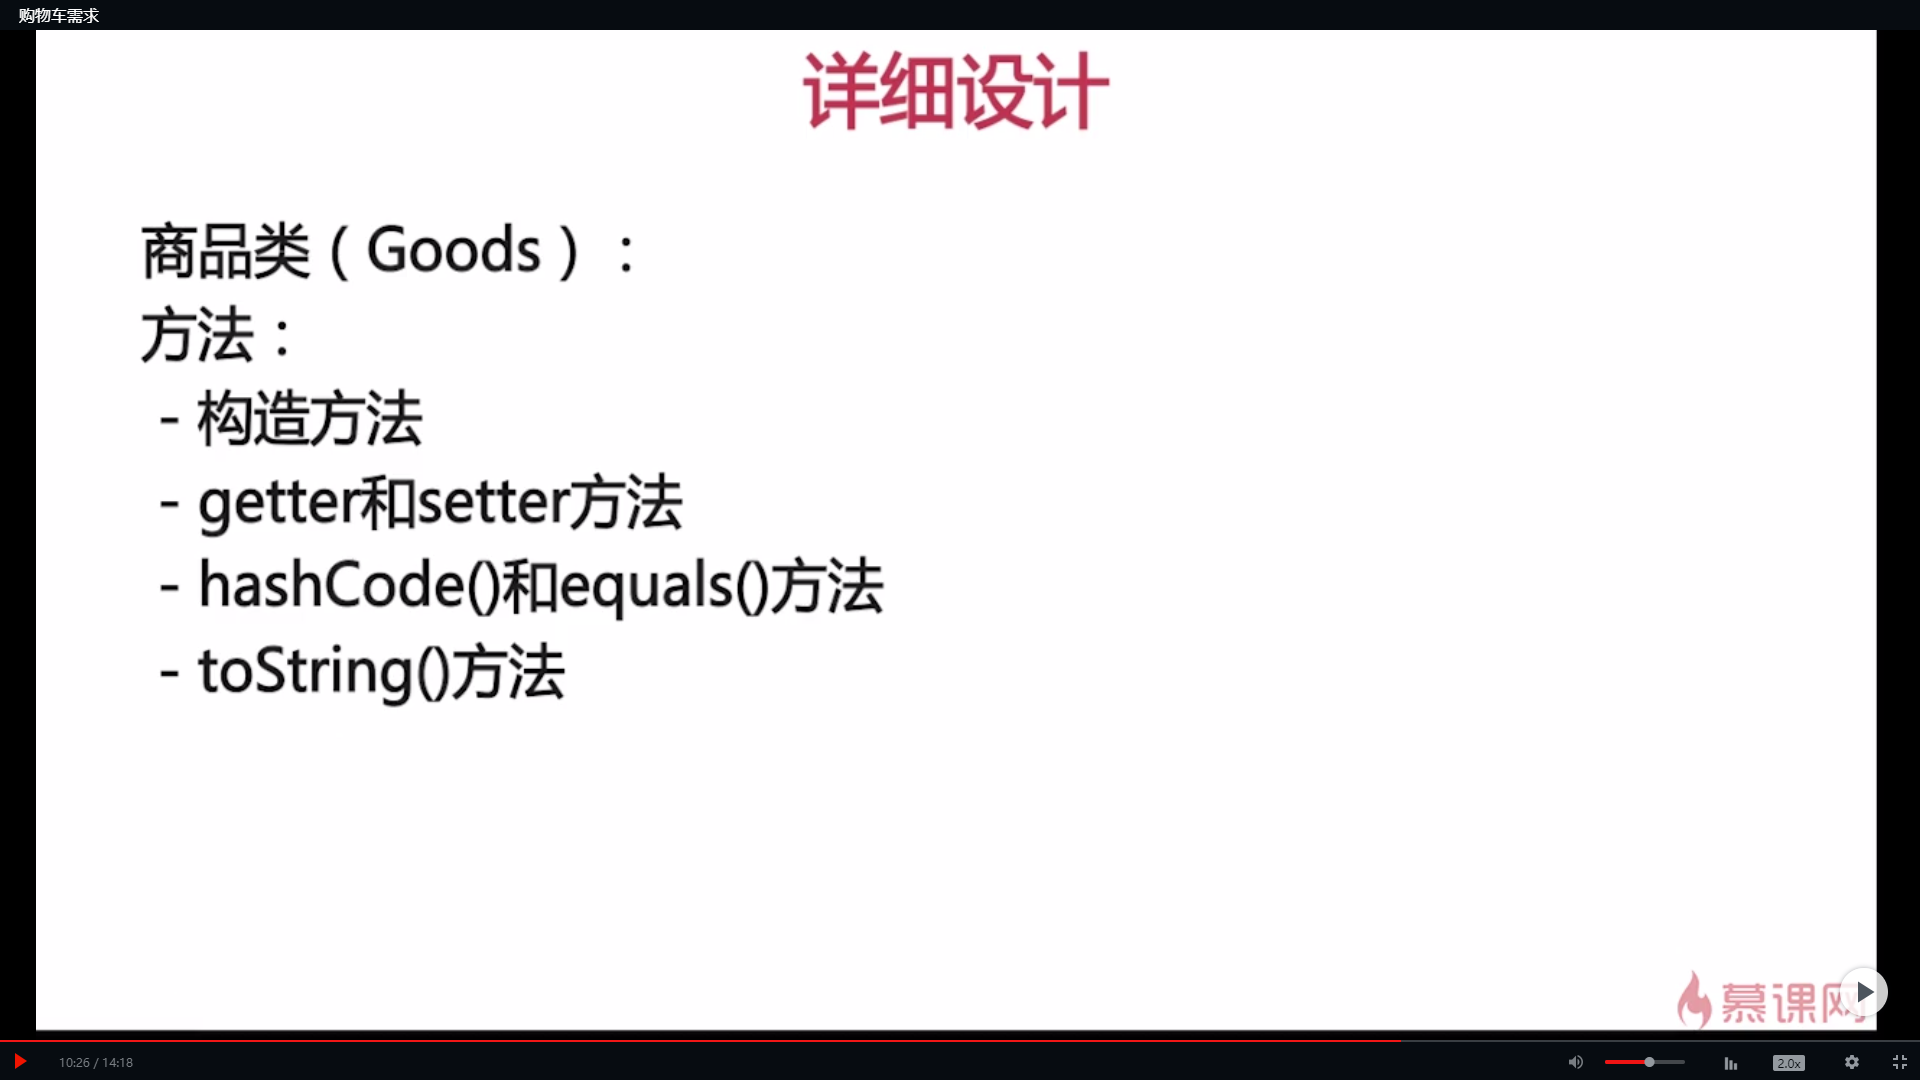 购物车需求
详细设计
商品类（Goods）：
方法：
- 构造方法
- getter和setter方法
- hashCode()和equals()方法
- toString()方法
慕课网
10:26 / 14:18
2.0x